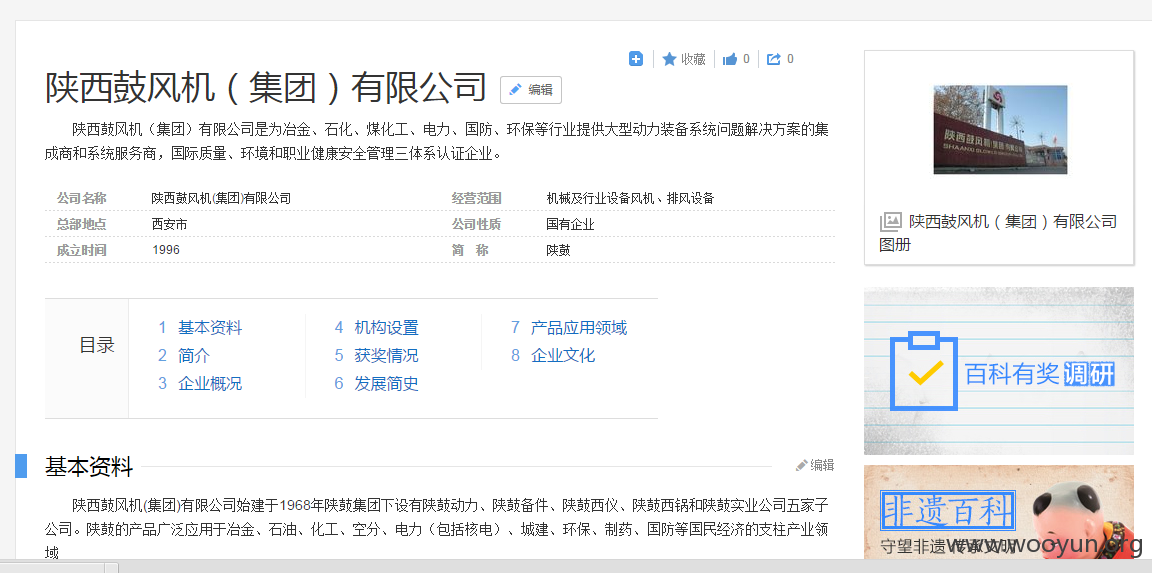 收藏 0 0
陕西鼓风机（集团）有限公司 编辑
陕西鼓风机（集团）有限公司是为冶金、石化、煤化工、电力、国防、环保等行业提供大型动力装备系统问题解决方案的集
成商和系统服务商，国际质量、环境和职业健康安全管理三体系认证企业。
公司名称 陕西鼓风机(集团)有限公司 经营范围 机械及行业设备风机、排风设备
总部地点 西安市 公司性质 国有企业
成立时间 1996 简 称 陕鼓
目录
1 基本资料
2 简介
3 企业概况
4 机构设置
5 获奖情况
6 发展简史
7 产品应用领域
8 企业文化
基本资料 编辑
陕西鼓风机(集团)有限公司始建于1968年陕鼓集团下设有陕鼓动力、陕鼓备件、陕鼓西仪、陕鼓西锅和陕鼓实业公司五家子
公司。陕鼓的产品广泛应用于冶金、石油、化工、空分、电力（包括核电）、城建、环保、制药、国防等国民经济的支柱产业领
域
陕西鼓风机(集团)有限公司
陕西鼓风机（集团）有限公司
图册
百科有奖调研
非遗百科
守望非遗 传承文明
www.wooyun.org